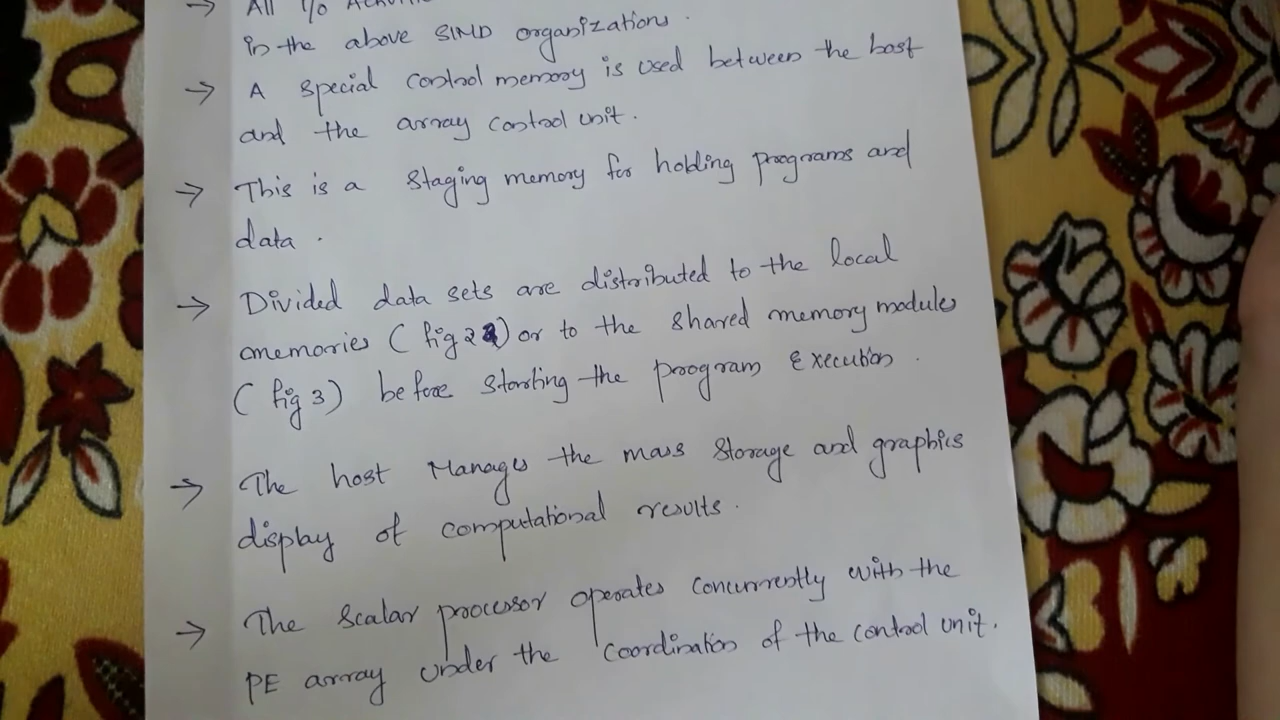 → All I/o
in the above SIMD organizations.
→ A special control memory is used between the host
and the array control unit.
→ This is a staging memory for holding programs and
data.
→ Divided data sets are distributed to the local
memories (fig 2) or to the shared memory modules
(fig 3) before starting the program Execution.
→ The host Manages the mass storage and graphics
display of computational results.
→ The scalar processor operates concurrently with the
PE array under the coordination of the control unit.